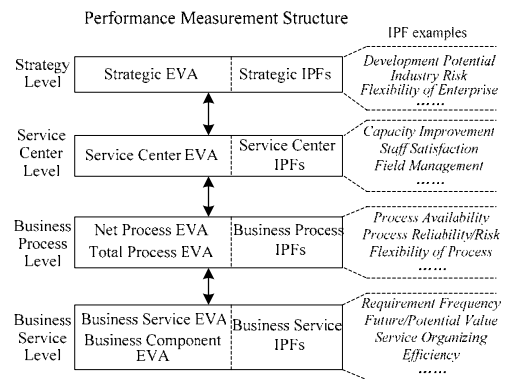 Performance Measurement Structure
IPF examples
Strategy
Level
Strategic EVA
Strategic IPFs
Development Potential
Industry Risk
Flexibility of Enterprise
......
Service
Center
Level
Service Center EVA
Service Center
IPFs
Capacity Improvement
Staff Satisfaction
Field Management
......
Business
Process
Level
Net Process EVA
Total Process EVA
Business Process
IPFs
Process Availability
Process Reliability/Risk
Flexibility of Process
......
Business
Service
Level
Business Service EVA
Business Component
EVA
Business Service
IPFs
Requirement Frequency
Future/Potential Value
Service Organizing
Efficiency
......